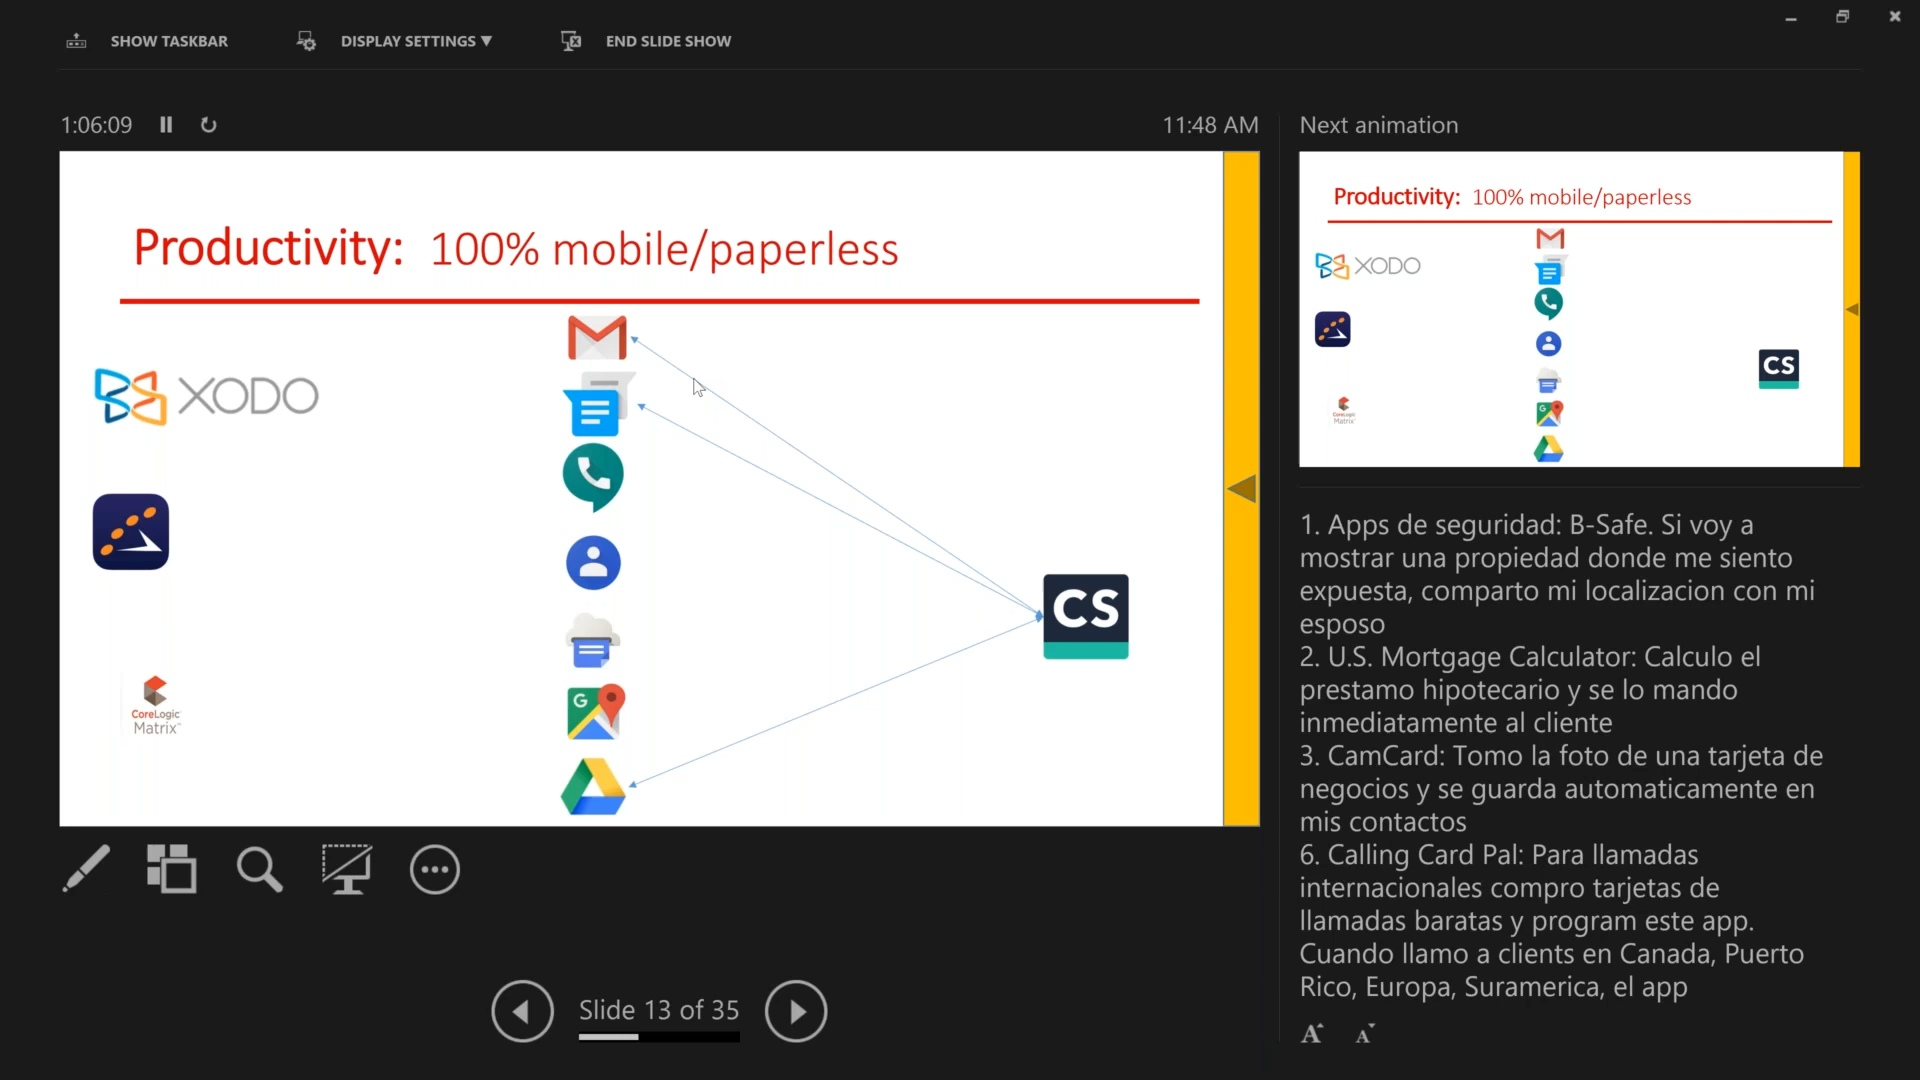 SHOW TASKBAR
DISPLAY SETTINGS ▼
END SLIDE SHOW
1:06:09
11:48 AM
Next animation
Productivity: 100% mobile/paperless
XODO
CoreLogic
Matrix™
G
CS
Productivity: 100% mobile/paperless
XODO
CoreLogic
Matrix™
G
CS
1. Apps de seguridad: B-Safe. Si voy a
mostrar una propiedad donde me siento
expuesta, comparto mi localizacion con mi
esposo
2. U.S. Mortgage Calculator: Calculo el
prestamo hipotecario y se lo mando
inmediatamente al cliente
3. CamCard: Tomo la foto de una tarjeta de
negocios y se guarda automaticamente en
mis contactos
6. Calling Card Pal: Para llamadas
internacionales compro tarjetas de
llamadas baratas y program este app.
Cuando llamo a clients en Canada, Puerto
Rico, Europa, Suramerica, el app
A A
Slide 13 of 35